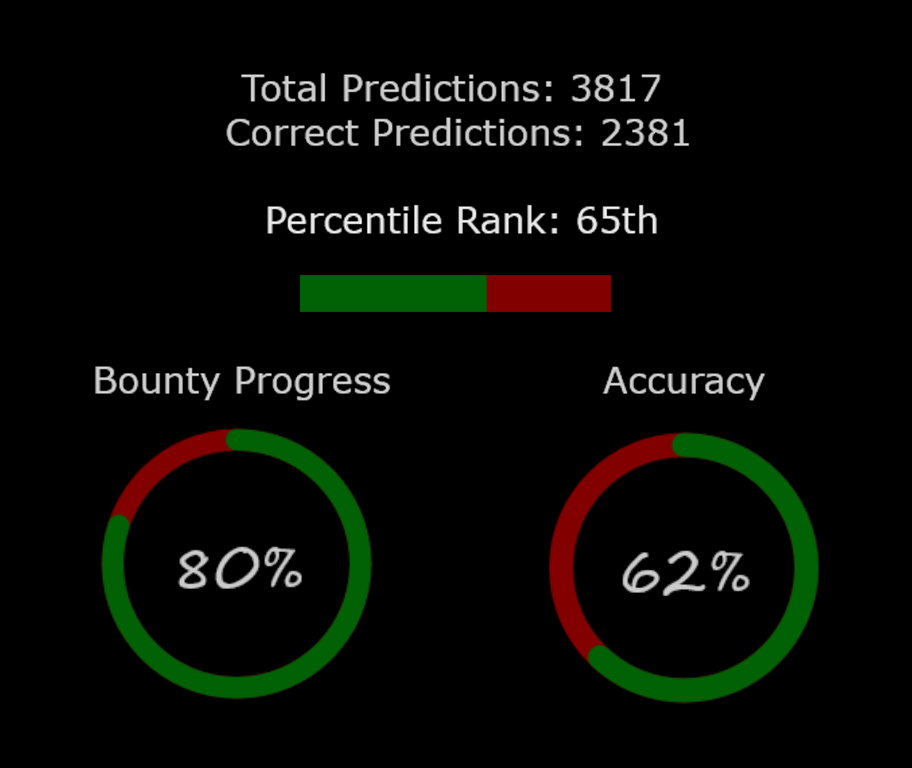 Total Predictions: 3817
Correct Predictions: 2381
Percentile Rank: 65th
Bounty Progress
Accuracy
80%
62%